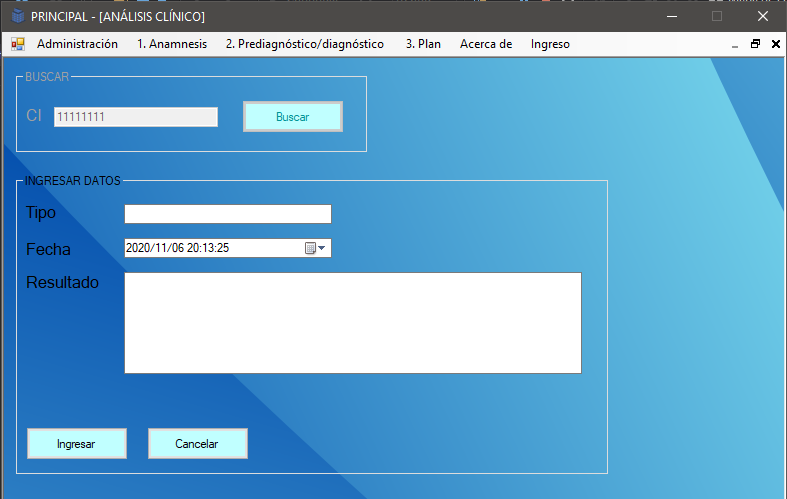 PRINCIPAL - [ANÁLISIS CLÍNICO]
Administración 1. Anamnesis 2. Prediagnóstico/diagnóstico 3. Plan Acerca de Ingreso
BUSCAR
CI 11111111 Buscar
INGRESAR DATOS
Tipo
Fecha 2020/11/06 20:13:25
Resultado
Ingresar Cancelar